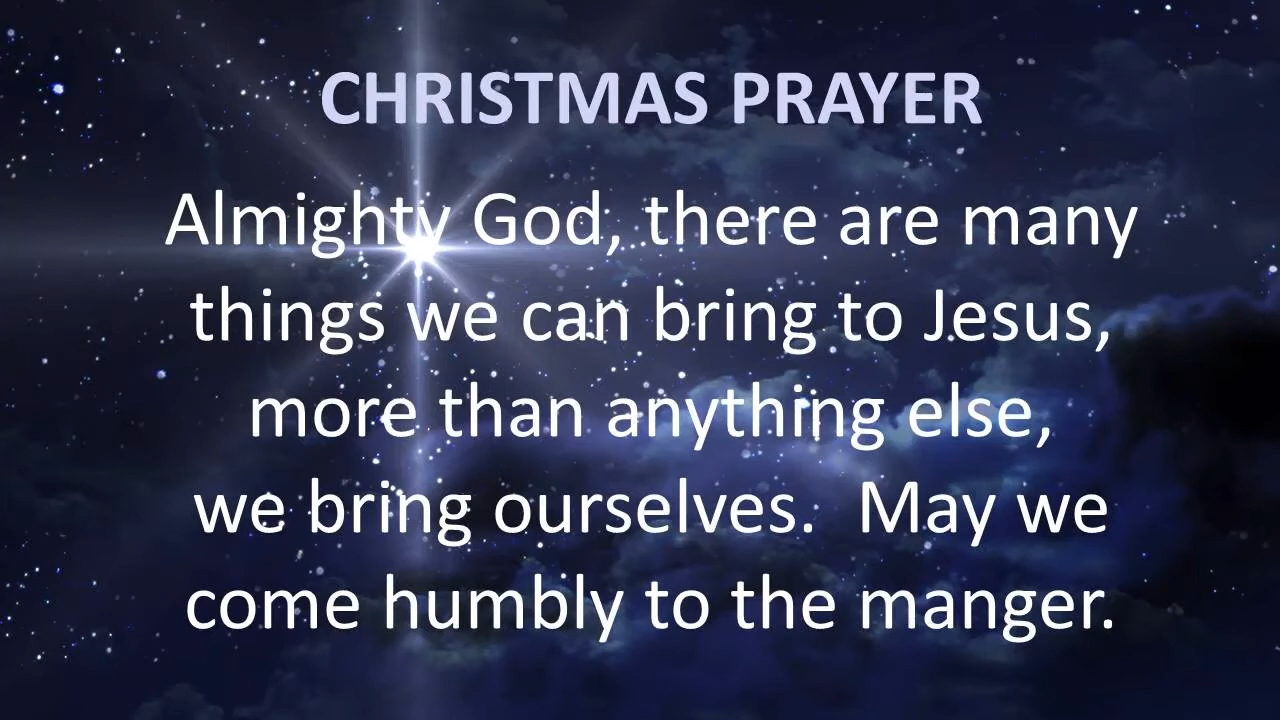 CHRISTMAS PRAYER
Almighty God, there are many
things we can bring to Jesus,
more than anything else,
we bring ourselves.  May we
come humbly to the manger.